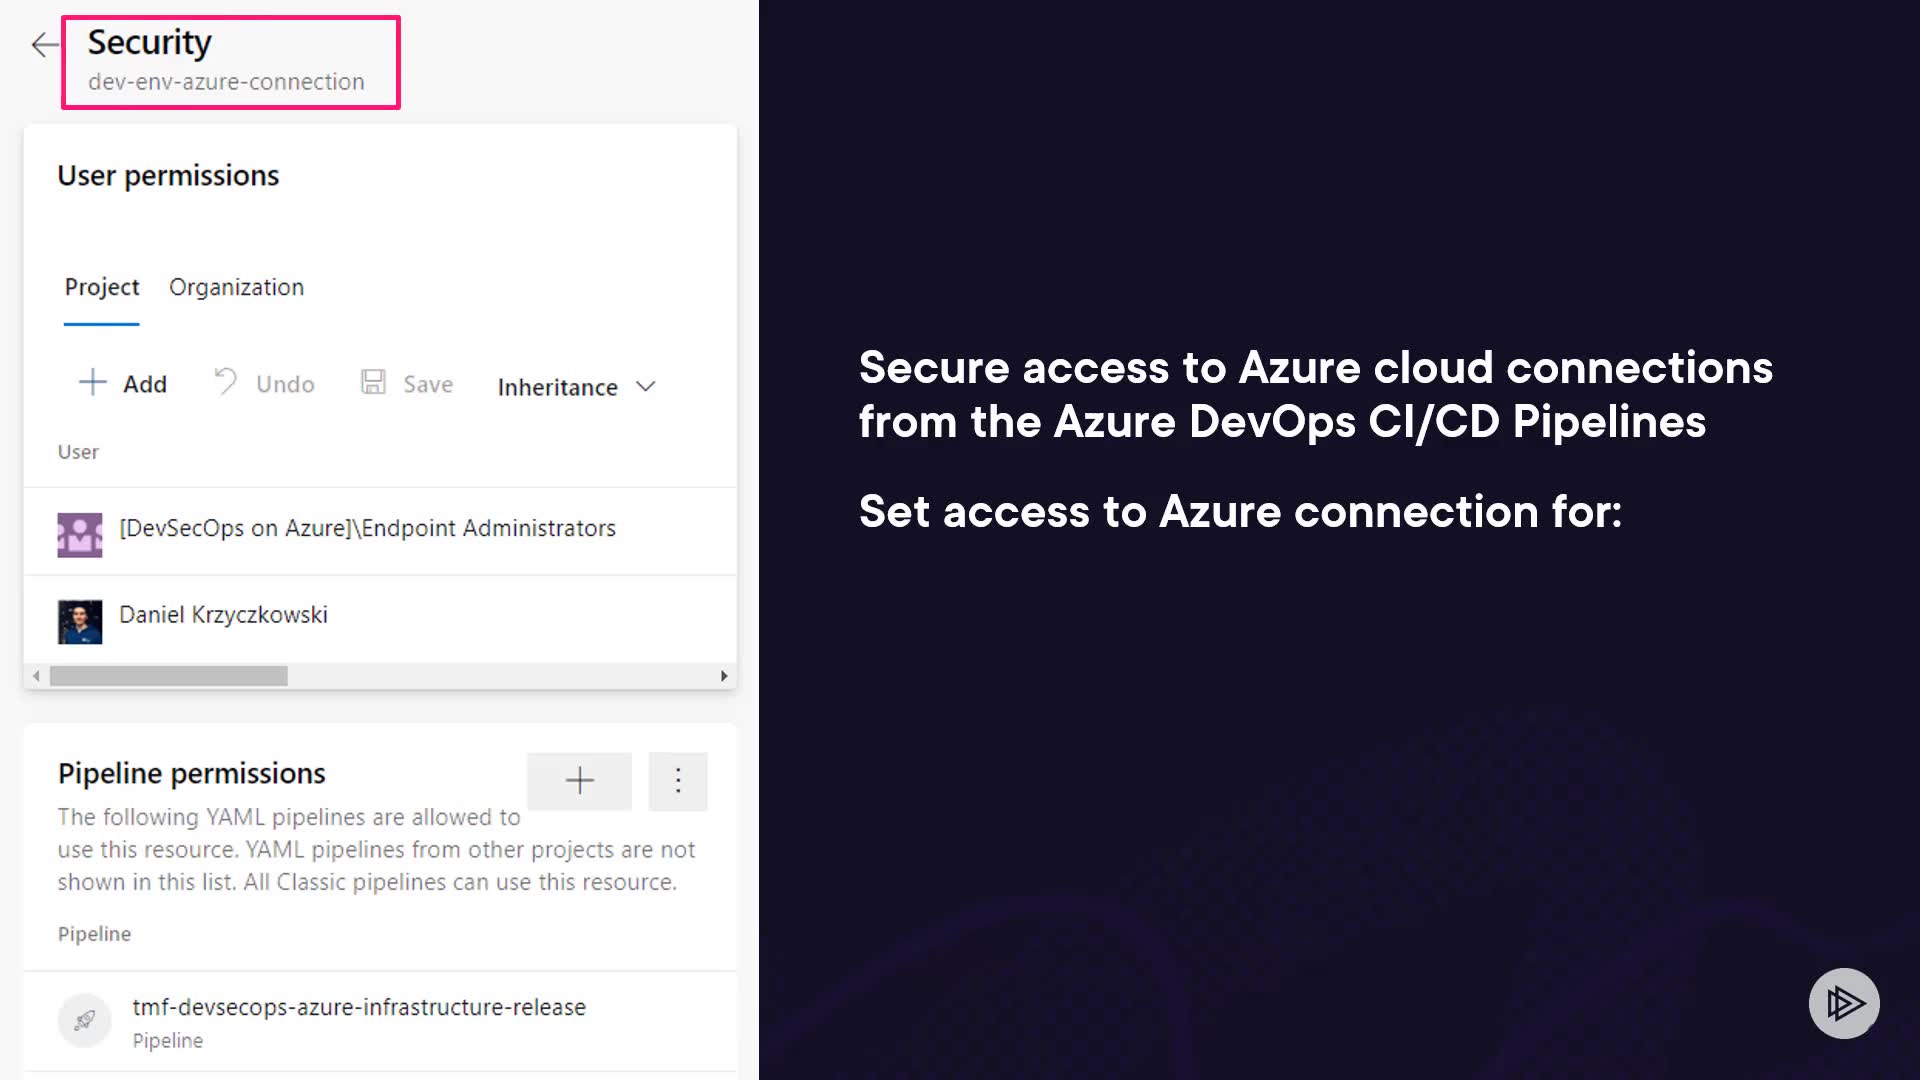 Security
dev-env-azure-connection
User permissions
Project Organization
Add Undo Save Inheritance
User
[DevSecOps on Azure]\Endpoint Administrators
Daniel Krzyczkowski
Pipeline permissions
The following YAML pipelines are allowed to
use this resource. YAML pipelines from other projects are not
shown in this list. All Classic pipelines can use this resource.
Pipeline
tmf-devsecops-azure-infrastructure-release
Pipeline
Secure access to Azure cloud connections
from the Azure DevOps CI/CD Pipelines
Set access to Azure connection for: